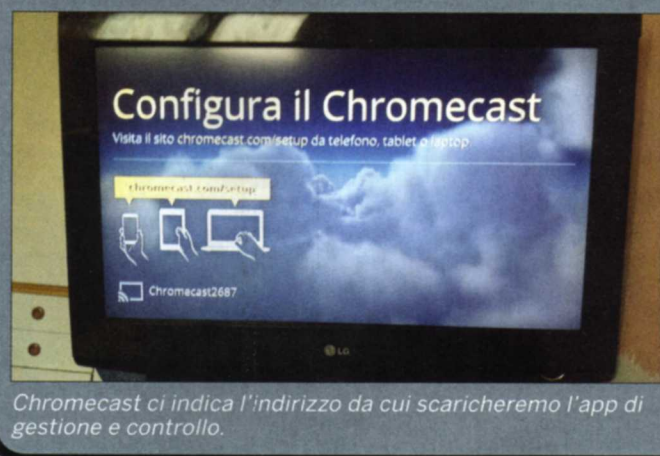 Configura il Chromecast
Visita il sito chromecast.com/setup da telefono, tablet o laptop.
chromecast.com/setup
Chromecast2687
LG
Chromecast ci indica l'indirizzo da cui scaricheremo l'app di
gestione e controllo.